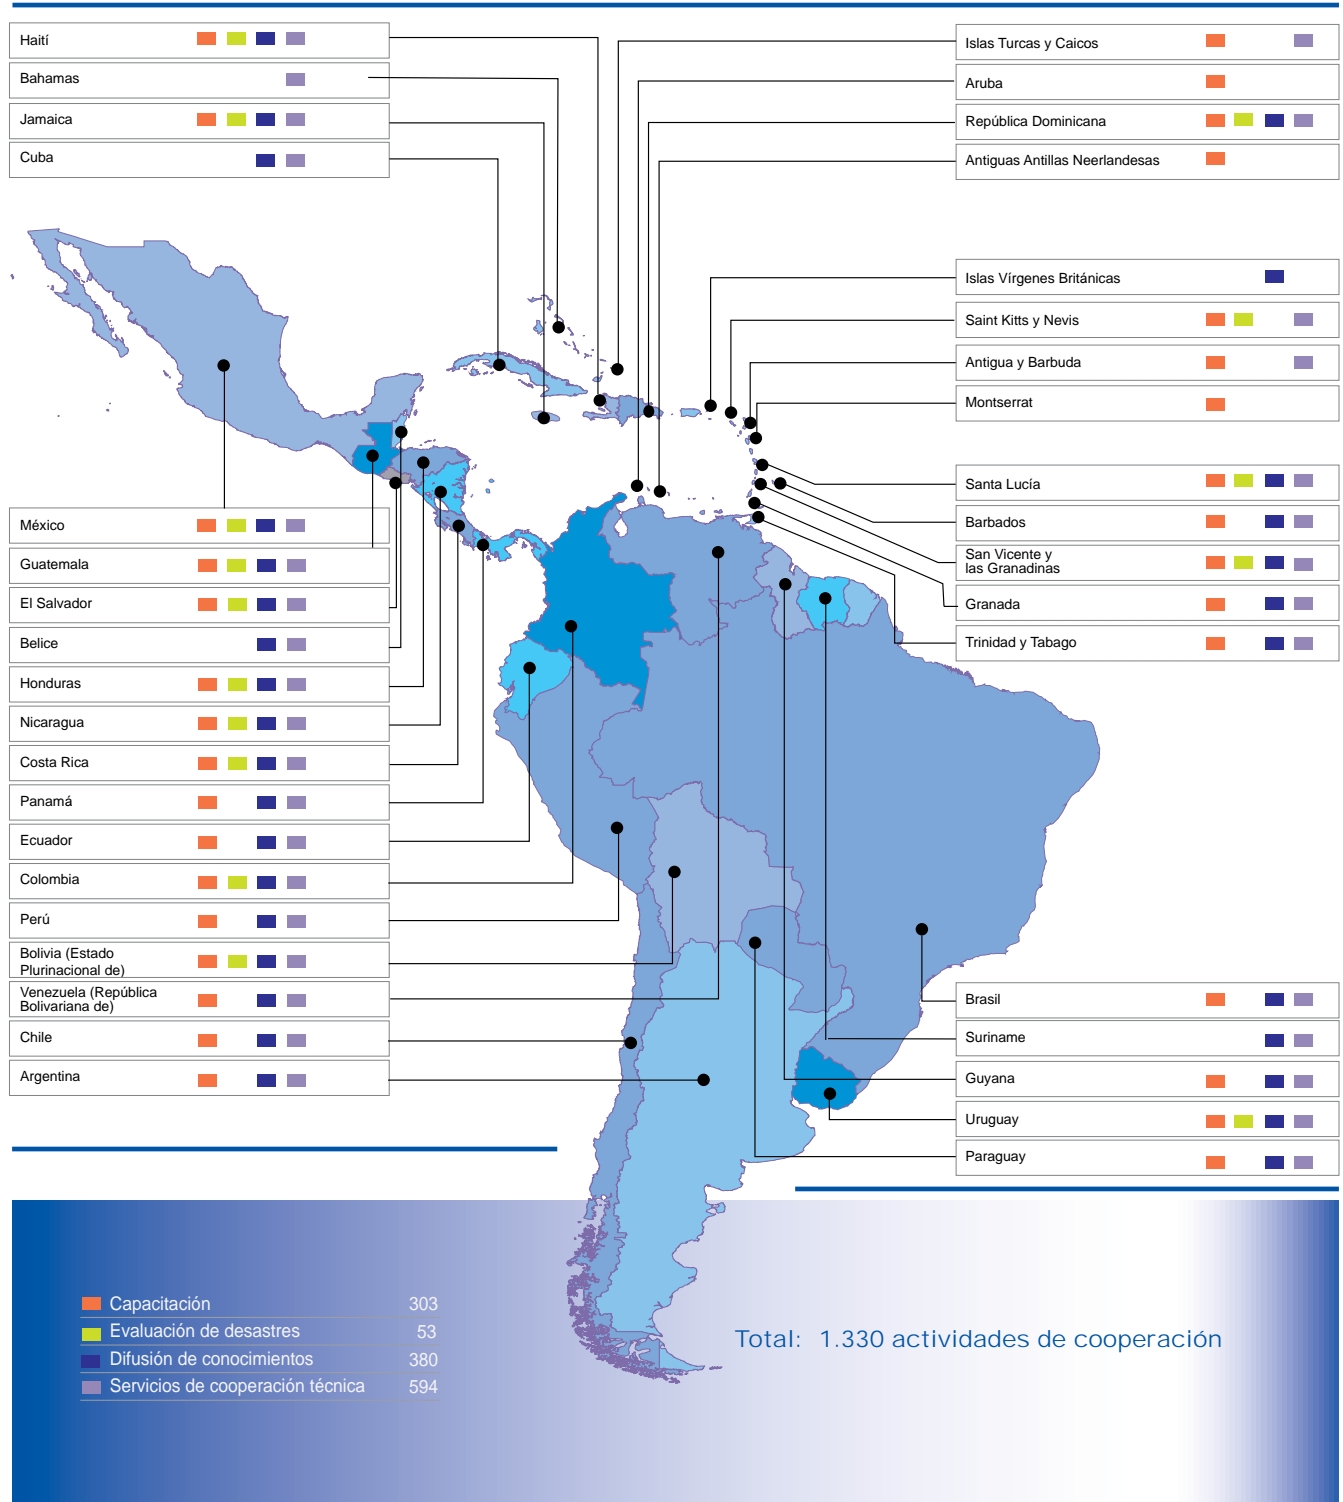 Haití
Bahamas
Jamaica
Cuba
Islas Turcas y Caicos
Aruba
República Dominicana
Antiguas Antillas Neerlandesas
Islas Vírgenes Británicas
Saint Kitts y Nevis
Antigua y Barbuda
Montserrat
Santa Lucía
Barbados
San Vicente y
las Granadinas
Granada
Trinidad y Tabago
México
Guatemala
El Salvador
Belice
Honduras
Nicaragua
Costa Rica
Panamá
Ecuador
Colombia
Perú
Bolivia (Estado
Plurinacional de)
Venezuela (República
Bolivariana de)
Chile
Argentina
Brasil
Suriname
Guyana
Uruguay
Paraguay
Capacitación 303
Evaluación de desastres 53
Difusión de conocimientos 380
Servicios de cooperación técnica 594
Total: 1.330 actividades de cooperación